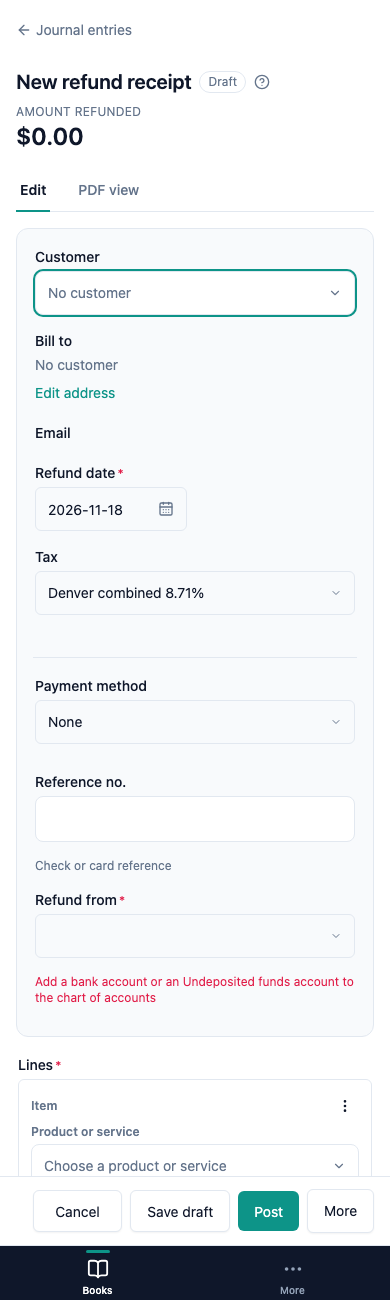 Journal entries
New refund receipt Draft
AMOUNT REFUNDED
$0.00
Edit PDF view
Customer
No customer
Bill to
No customer
Edit address
Email
Refund date*
2026-11-18
Tax
Denver combined 8.71%
Payment method
None
Reference no.
Check or card reference
Refund from*
Add a bank account or an Undeposited funds account to
the chart of accounts
Lines*
Item
Product or service
Choose a product or service
Cancel Save draft Post More
Books More